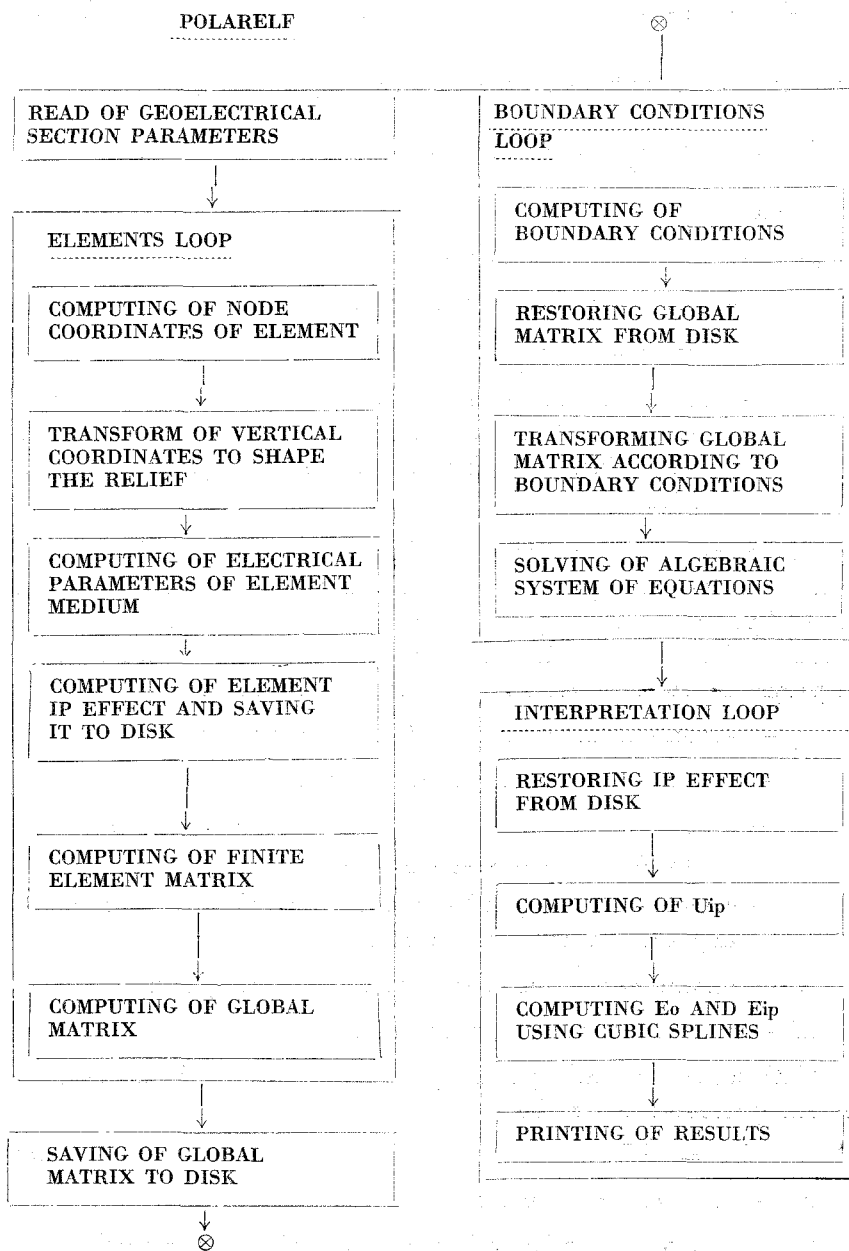 POLARELF
READ OF GEOELECTRICAL
SECTION PARAMETERS
ELEMENTS LOOP
COMPUTING OF NODE
COORDINATES OF ELEMENT
TRANSFORM OF VERTICAL
COORDINATES TO SHAPE
THE RELIEF
COMPUTING OF ELECTRICAL
PARAMETERS OF ELEMENT
MEDIUM
COMPUTING OF ELEMENT
IP EFFECT AND SAVING
IT TO DISK
COMPUTING OF FINITE
ELEMENT MATRIX
COMPUTING OF GLOBAL
MATRIX
SAVING OF GLOBAL
MATRIX TO DISK
BOUNDARY CONDITIONS
LOOP
COMPUTING OF
BOUNDARY CONDITIONS
RESTORING GLOBAL
MATRIX FROM DISK
TRANSFORMING GLOBAL
MATRIX ACCORDING TO
BOUNDARY CONDITIONS
SOLVING OF ALGEBRAIC
SYSTEM OF EQUATIONS
INTERPRETATION LOOP
RESTORING IP EFFECT
FROM DISK
COMPUTING OF Uip
COMPUTING Eo AND Eip
USING CUBIC SPLINES
PRINTING OF RESULTS